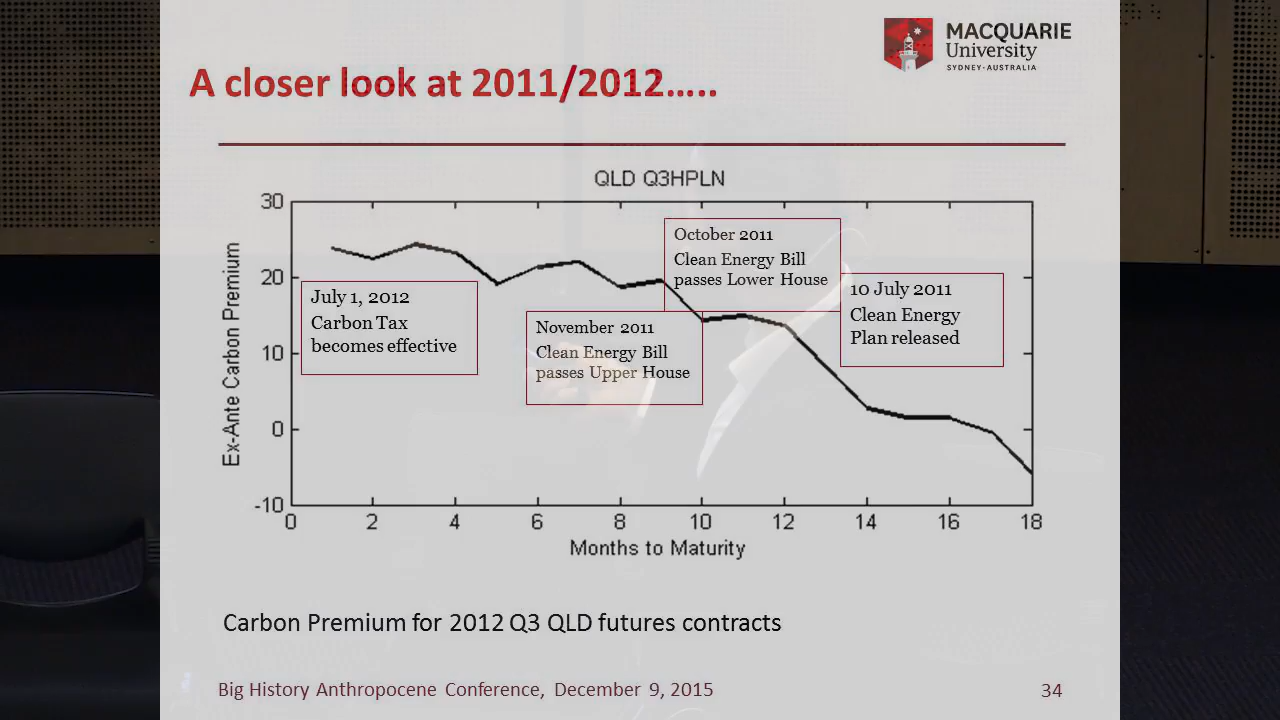 MACQUARIE
University
SYDNEY·AUSTRALIA
A closer look at 2011/2012…..
QLD Q3HPLN
Ex-Ante Carbon Premium
30
20
10
0
-10
October 2011
Clean Energy Bill
passes Lower House
10 July 2011
Clean Energy
Plan released
July 1, 2012
Carbon Tax
becomes effective
November 2011
Clean Energy Bill
passes Upper House
0 2 4 6 8 10 12 14 16 18
Months to Maturity
Carbon Premium for 2012 Q3 QLD futures contracts
Big History Anthropocene Conference, December 9, 2015
34